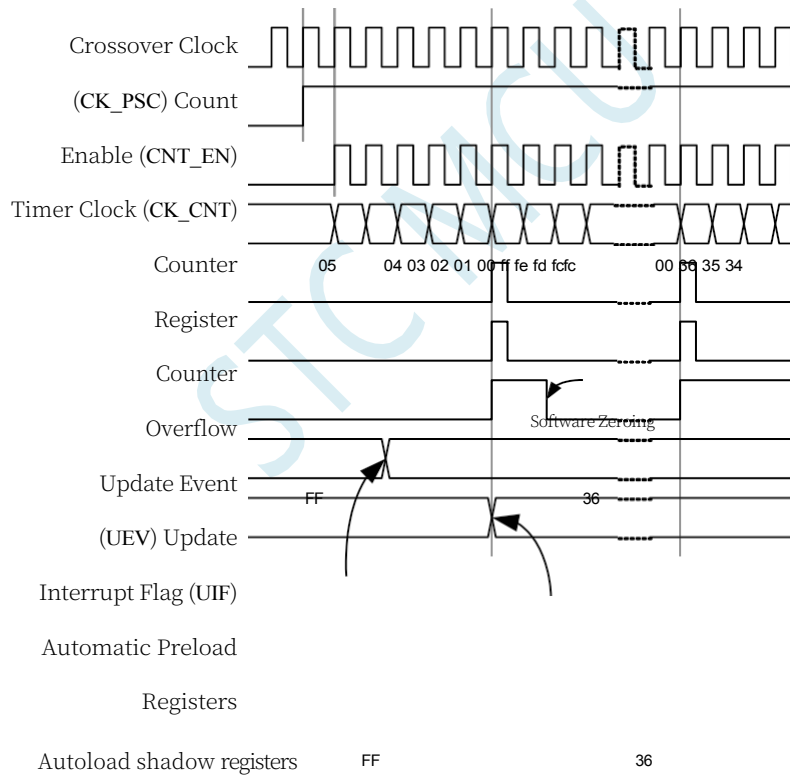 Crossover Clock
(CK_PSC) Count
Enable (CNT_EN)
Timer Clock (CK_CNT)
Counter 05 04 03 02 01 00 ff fe fd fcfc 00 36 35 34
Register
Counter
Software Zeroing
Overflow
Update Event
FF 36
(UEV) Update
Interrupt Flag (UIF)
Automatic Preload
Registers
Autoload shadow registers FF 36
STC MCU